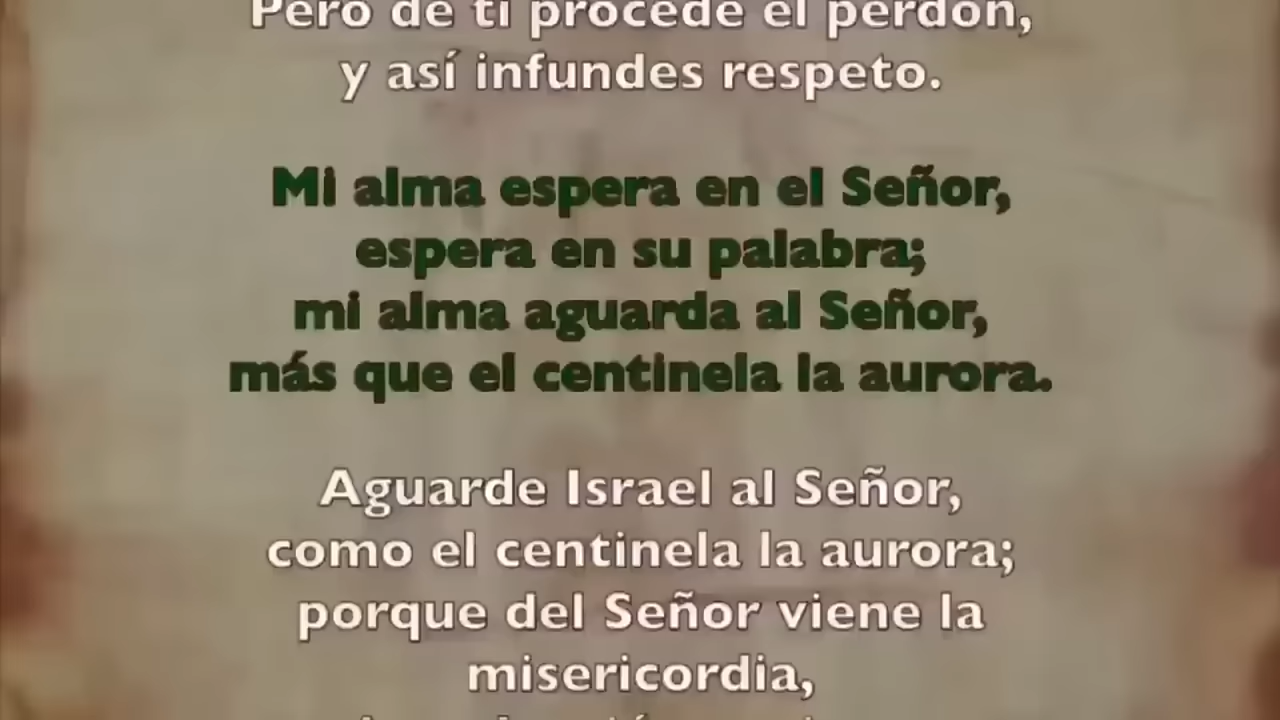 Pero de ti procede el perdón,
y así infundes respeto.
Mi alma espera en el Señor,
espera en su palabra;
mi alma aguarda al Señor,
más que el centinela la aurora.
Aguarde Israel al Señor,
como el centinela la aurora;
porque del Señor viene la
misericordia,